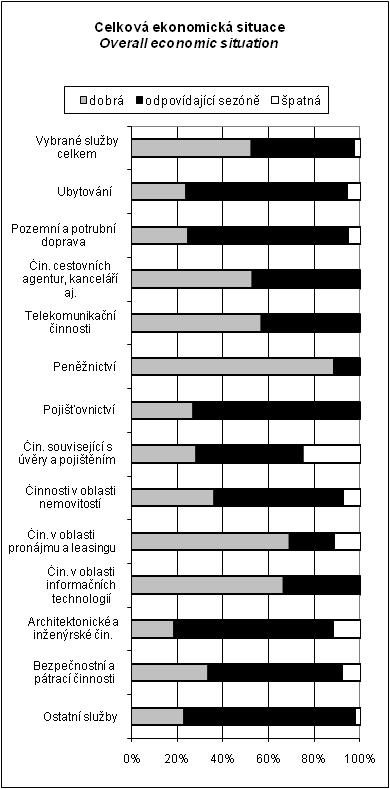 Celková ekonomická situace
Overall economic situation
dobrá odpovídající sezóně špatná
Vybrané služby
celkem
Ubytování
Pozemní a potrubní
doprava
Čin. cestovních
agentur, kanceláří
aj.
Telekomunikační
činnosti
Peněžnictví
Pojišťovnictví
Čin. související s
úvěry a pojištěním
Činnosti v oblasti
nemovitostí
Čin. v oblasti
pronájmu a leasingu
Čin. v oblasti
informačních
technologií
Architektonické a
inženýrské čin.
Bezpečnostní a
pátrací činnosti
Ostatní služby
0% 20% 40% 60% 80% 100%